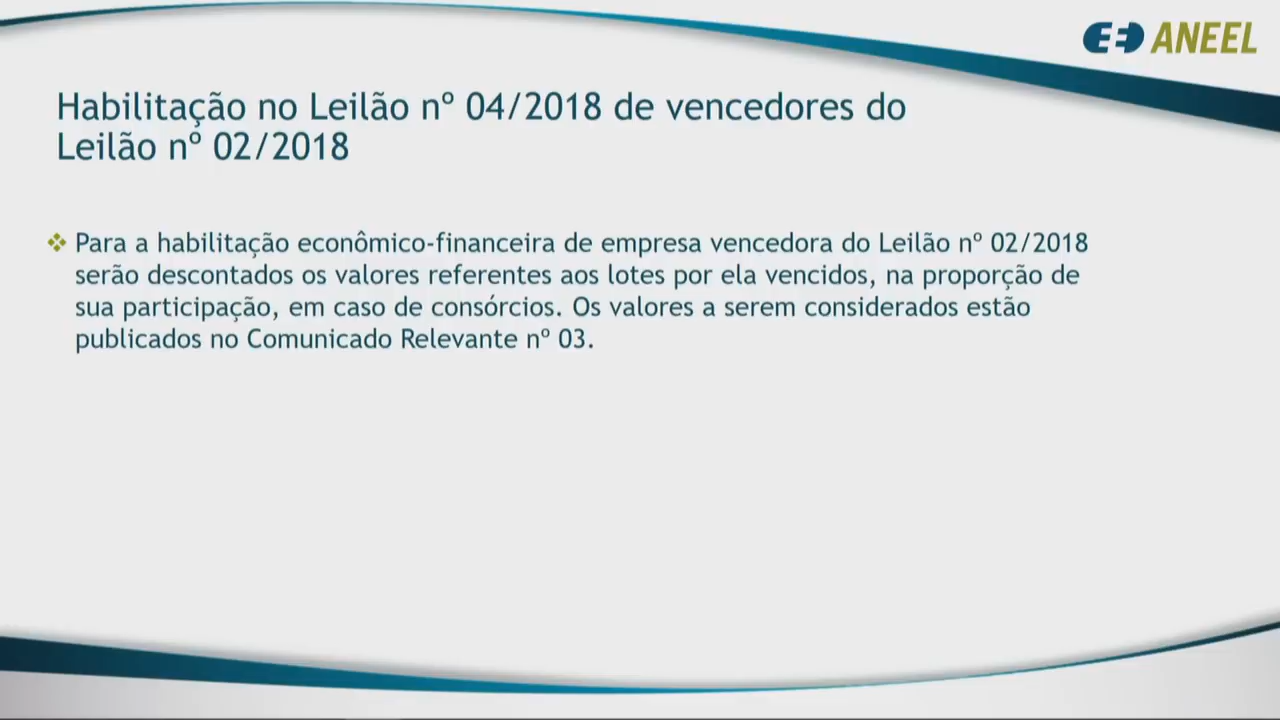 ANEEL
Habilitação no Leilão nº 04/2018 de vencedores do
Leilão nº 02/2018
Para a habilitação econômico-financeira de empresa vencedora do Leilão nº 02/2018
serão descontados os valores referentes aos lotes por ela vencidos, na proporção de
sua participação, em caso de consórcios. Os valores a serem considerados estão
publicados no Comunicado Relevante nº 03.